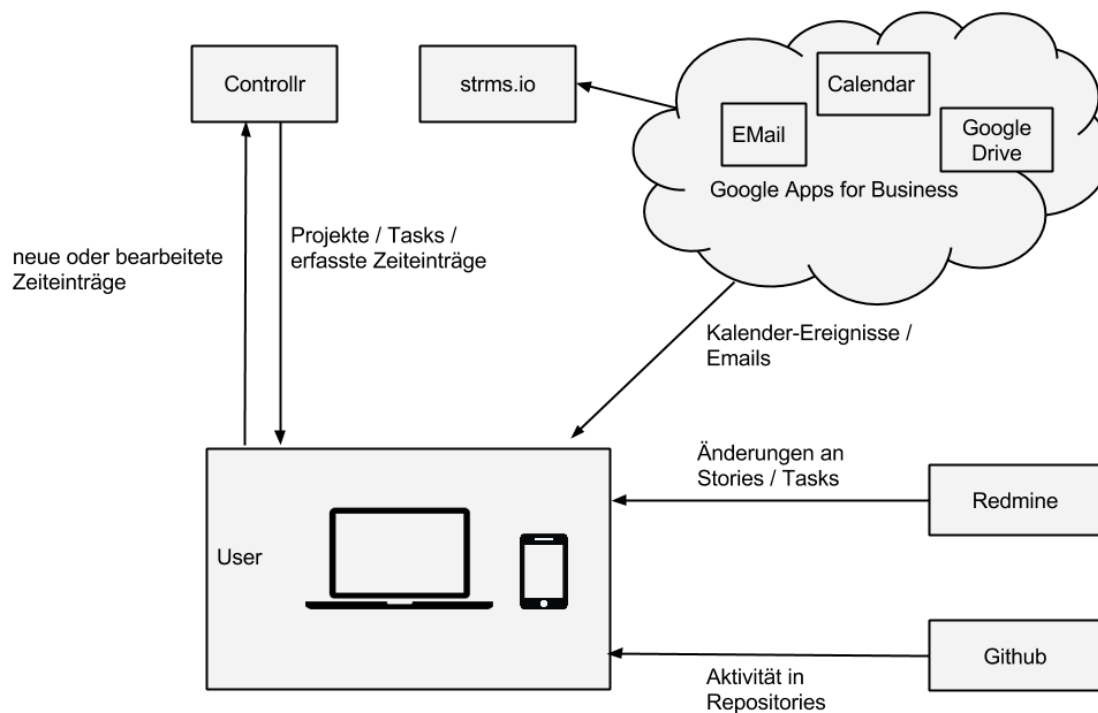 Controllr
strms.io
Calendar
EMail
Google
Drive
Google Apps for Business
neue oder bearbeitete
Zeiteinträge
Projekte / Tasks /
erfasste Zeiteinträge
Kalender-Ereignisse /
Emails
Änderungen an
Stories / Tasks
Redmine
User
Github
Aktivität in
Repositories